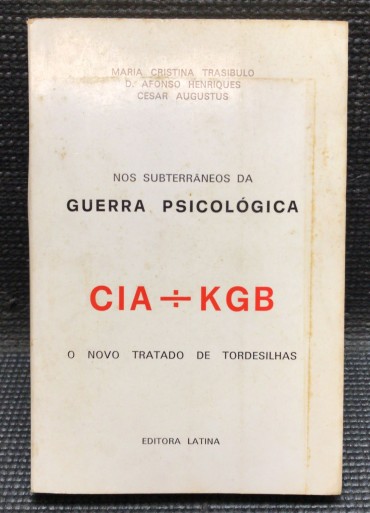 MARIA CRISTINA TRASIBULO
D.ª AFONSO HENRIQUES
CESAR AUGUSTUS
NOS SUBTERRÂNEOS DA
GUERRA PSICOLÓGICA
CIA ÷ KGB
O NOVO TRATADO DE TORDESILHAS
EDITORA LATINA